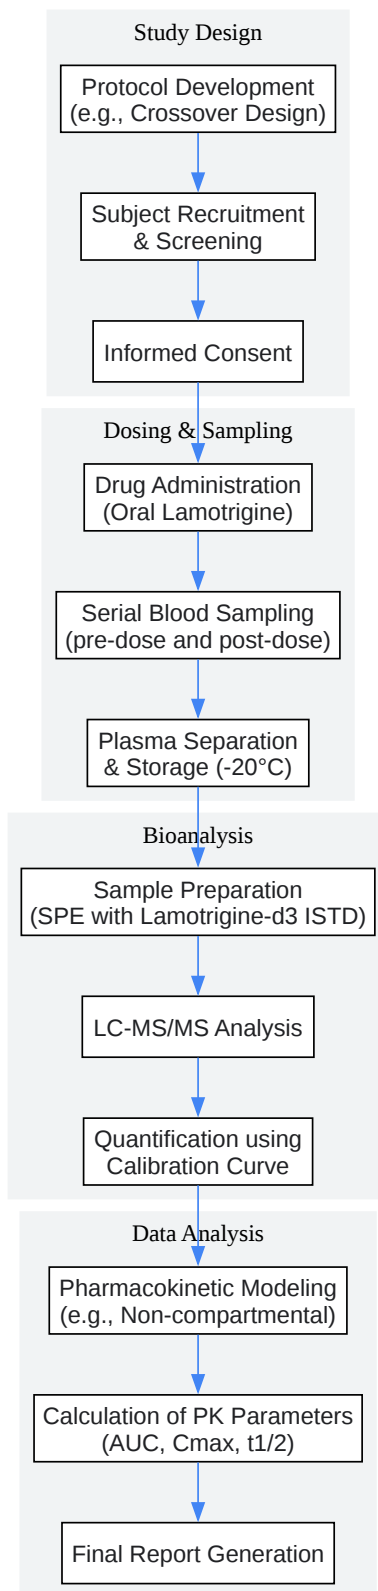 Study Design
Protocol Development
(e.g., Crossover Design)
Subject Recruitment
& Screening
Informed Consent
Dosing & Sampling
Drug Administration
(Oral Lamotrigine)
Serial Blood Sampling
(pre-dose and post-dose)
Plasma Separation
& Storage (-20°C)
Bioanalysis
Sample Preparation
(SPE with Lamotrigine-d3 ISTD)
LC-MS/MS Analysis
Quantification using
Calibration Curve
Data Analysis
Pharmacokinetic Modeling
(e.g., Non-compartmental)
Calculation of PK Parameters
(AUC, Cmax, t1/2)
Final Report Generation